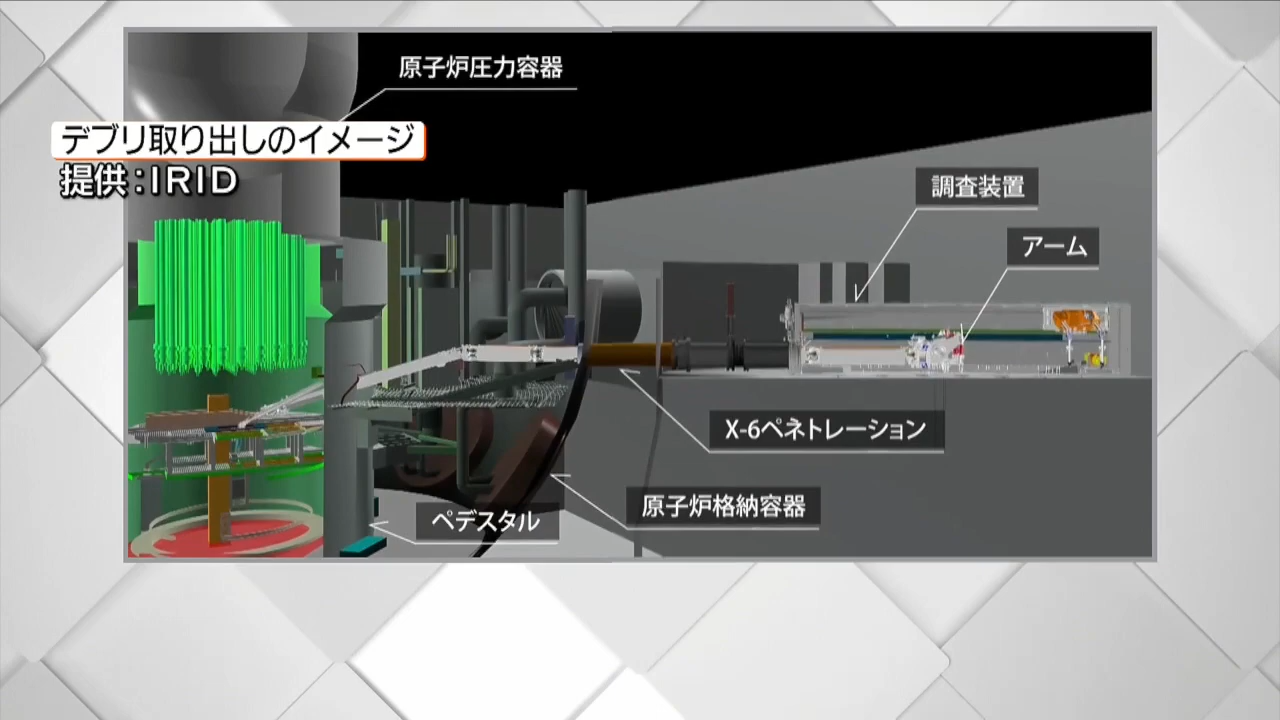 原子炉圧力容器
デブリ取り出しのイメージ
提供:IRID
調査装置
アーム
X-6ペネトレーション
原子炉格納容器
ペデスタル